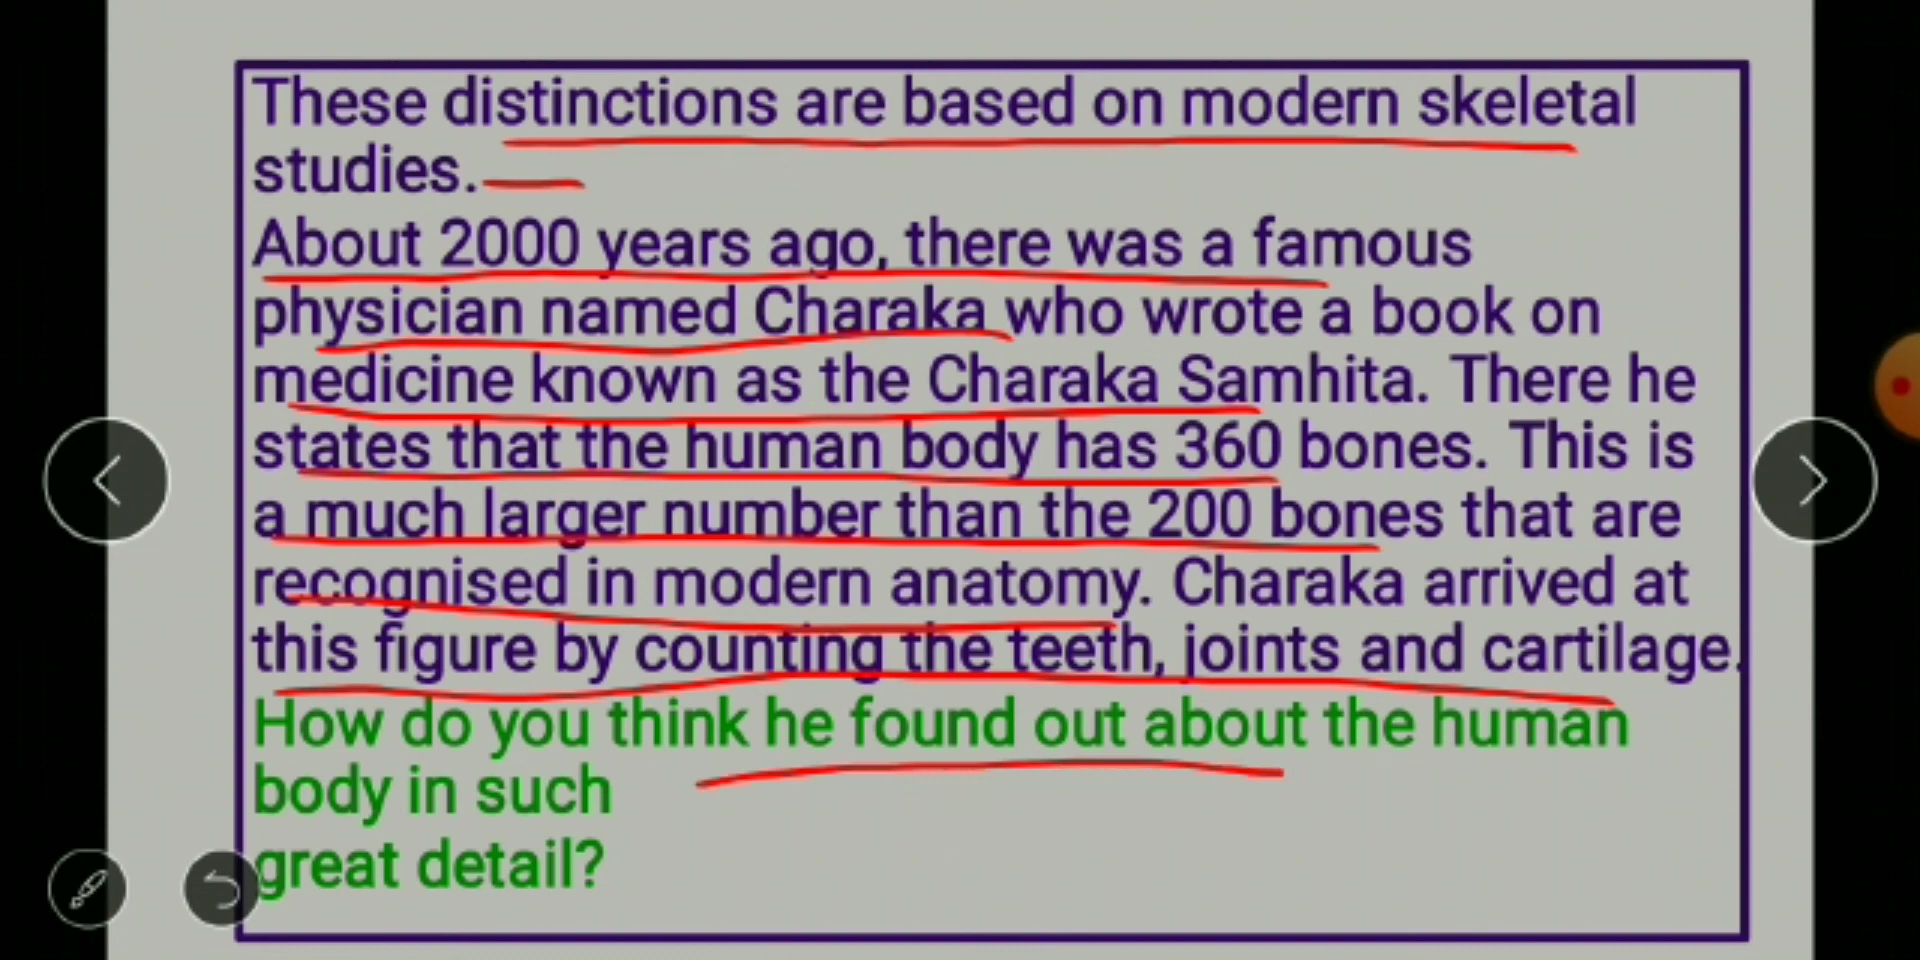 These distinctions are based on modern skeletal
studies.
About 2000 years ago, there was a famous
physician named Charaka who wrote a book on
medicine known as the Charaka Samhita. There he
states that the human body has 360 bones. This is
a much larger number than the 200 bones that are
recognised in modern anatomy. Charaka arrived at
this figure by counting the teeth, joints and cartilage.
How do you think he found out about the human
body in such
great detail?